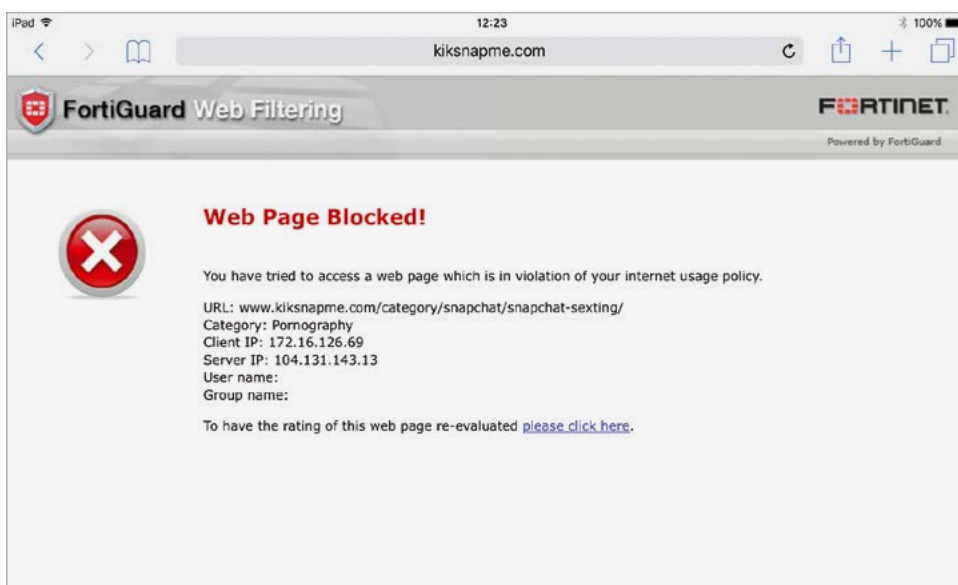 iPad 12:23 100%
kiksnapme.com
FortiGuard Web Filtering FORTINET
Powered by FortiGuard
Web Page Blocked!
You have tried to access a web page which is in violation of your internet usage policy.
URL: www.kiksnapme.com/category/snapchat/snapchat-sexting/
Category: Pornography
Client IP: 172.16.126.69
Server IP: 104.131.143.13
User name:
Group name:
To have the rating of this web page re-evaluated please click here.